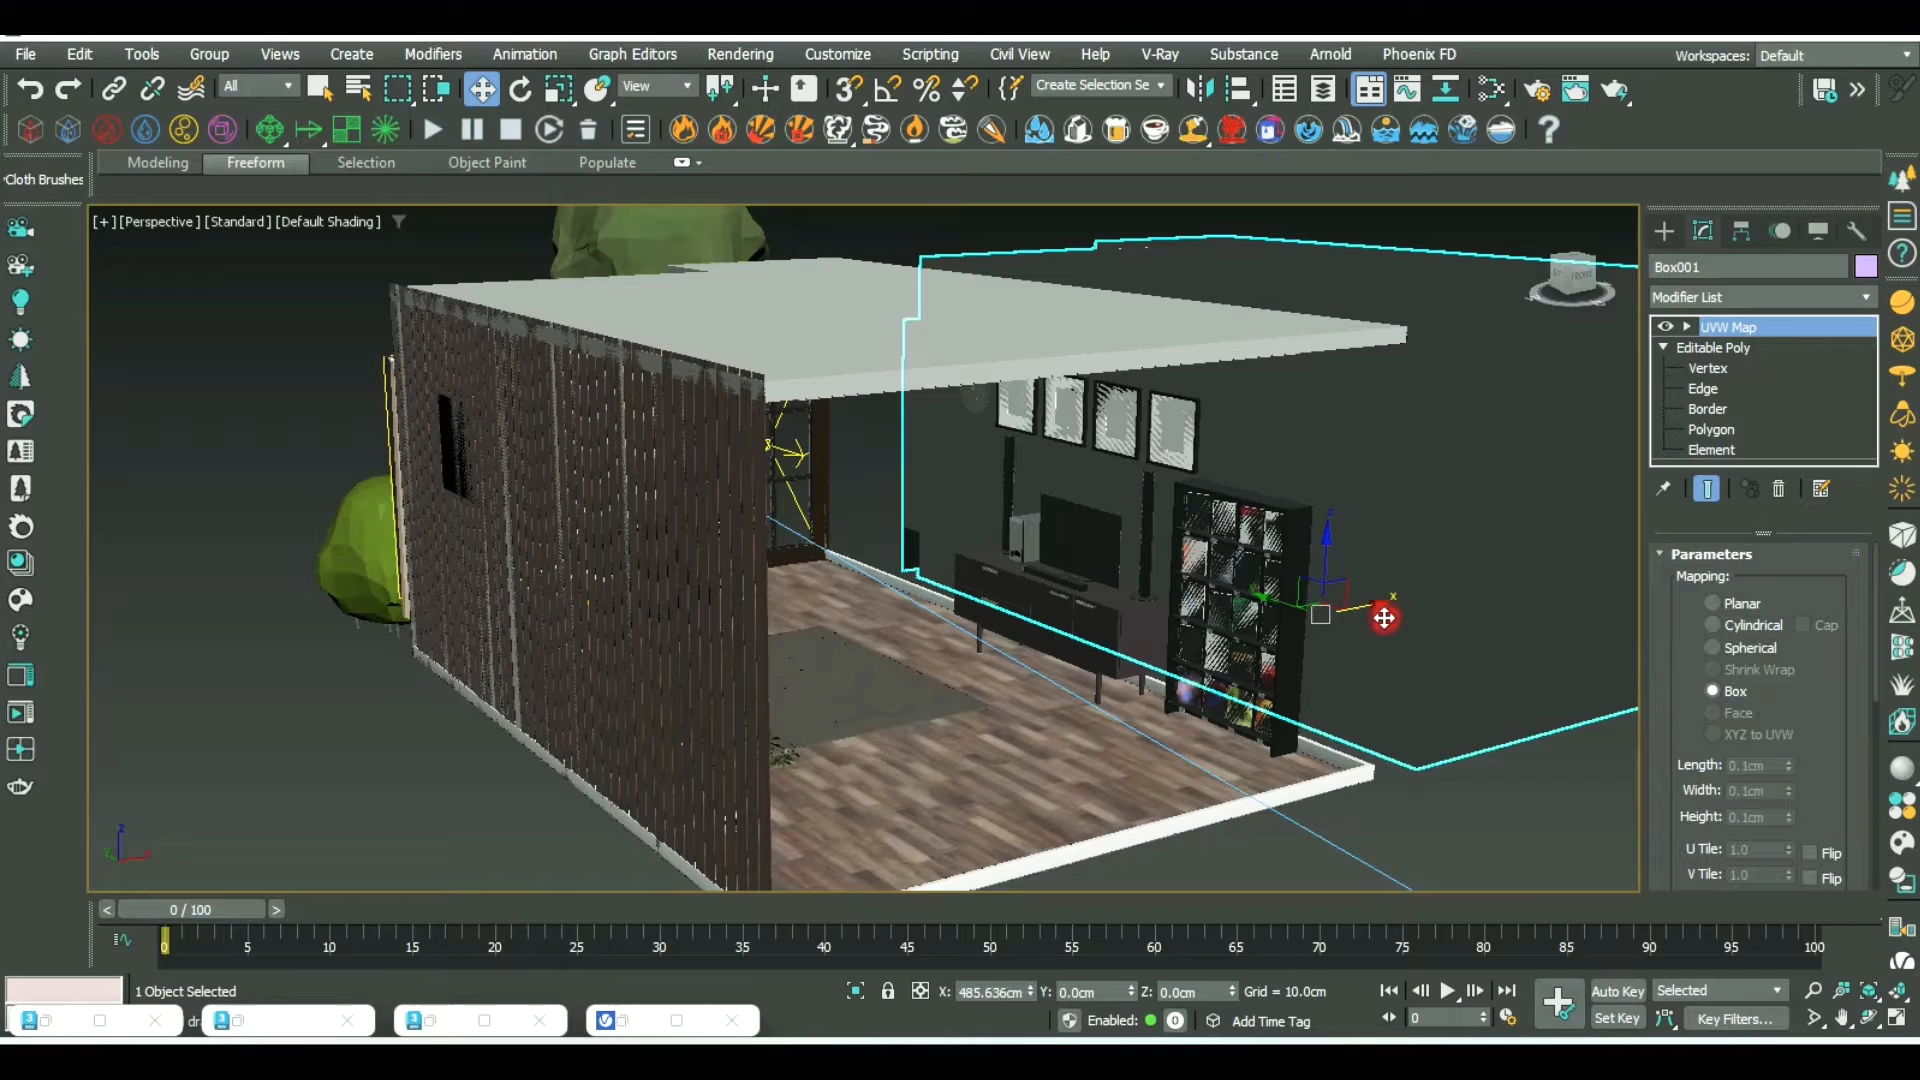 File Edit Tools Group Views Create Modifiers Animation Graph Editors Rendering Customize Scripting Civil View Help V-Ray Substance Arnold Phoenix FD Workspaces: Default
All View Create Selection Se
Modeling Freeform Selection Object Paint Populate
Cloth Brushes
[+] [Perspective] [Standard] [Default Shading]
FRONT
Box001
Modifier List
UVW Map
Editable Poly
Vertex
Edge
Border
Polygon
Element
Parameters
Mapping:
Planar
Cylindrical Cap
Spherical
Shrink Wrap
Box
Face
XYZ to UVW
Length: 0.1cm
Width: 0.1cm
Height: 0.1cm
U Tile: 1.0 Flip
V Tile: 1.0 Flip
z
x
z
< 0 / 100 >
0 5 10 15 20 25 30 35 40 45 50 55 60 65 70 75 80 85 90 95 100
1 Object Selected X: 485.636cm Y: 0.0cm Z: 0.0cm Grid = 10.0cm Auto Key Selected
Enabled: 0 Add Time Tag 0 Set Key Key Filters...